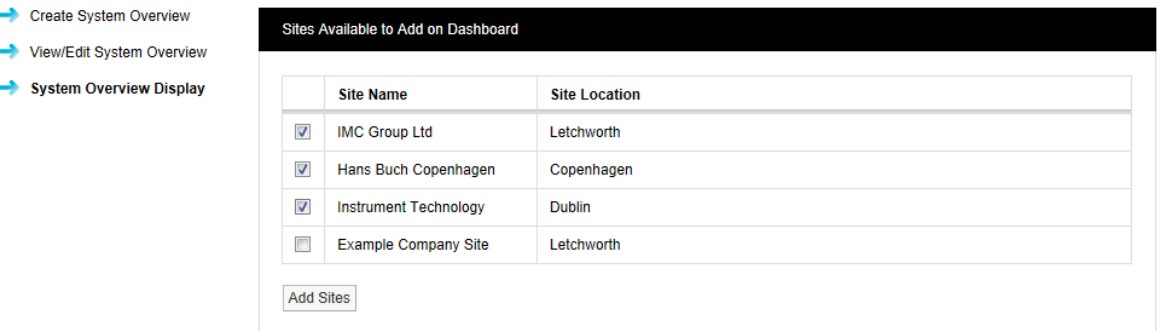 Create System Overview
View/Edit System Overview
System Overview Display
Sites Available to Add on Dashboard
Site Name Site Location
IMC Group Ltd Letchworth
Hans Buch Copenhagen Copenhagen
Instrument Technology Dublin
Example Company Site Letchworth
Add Sites